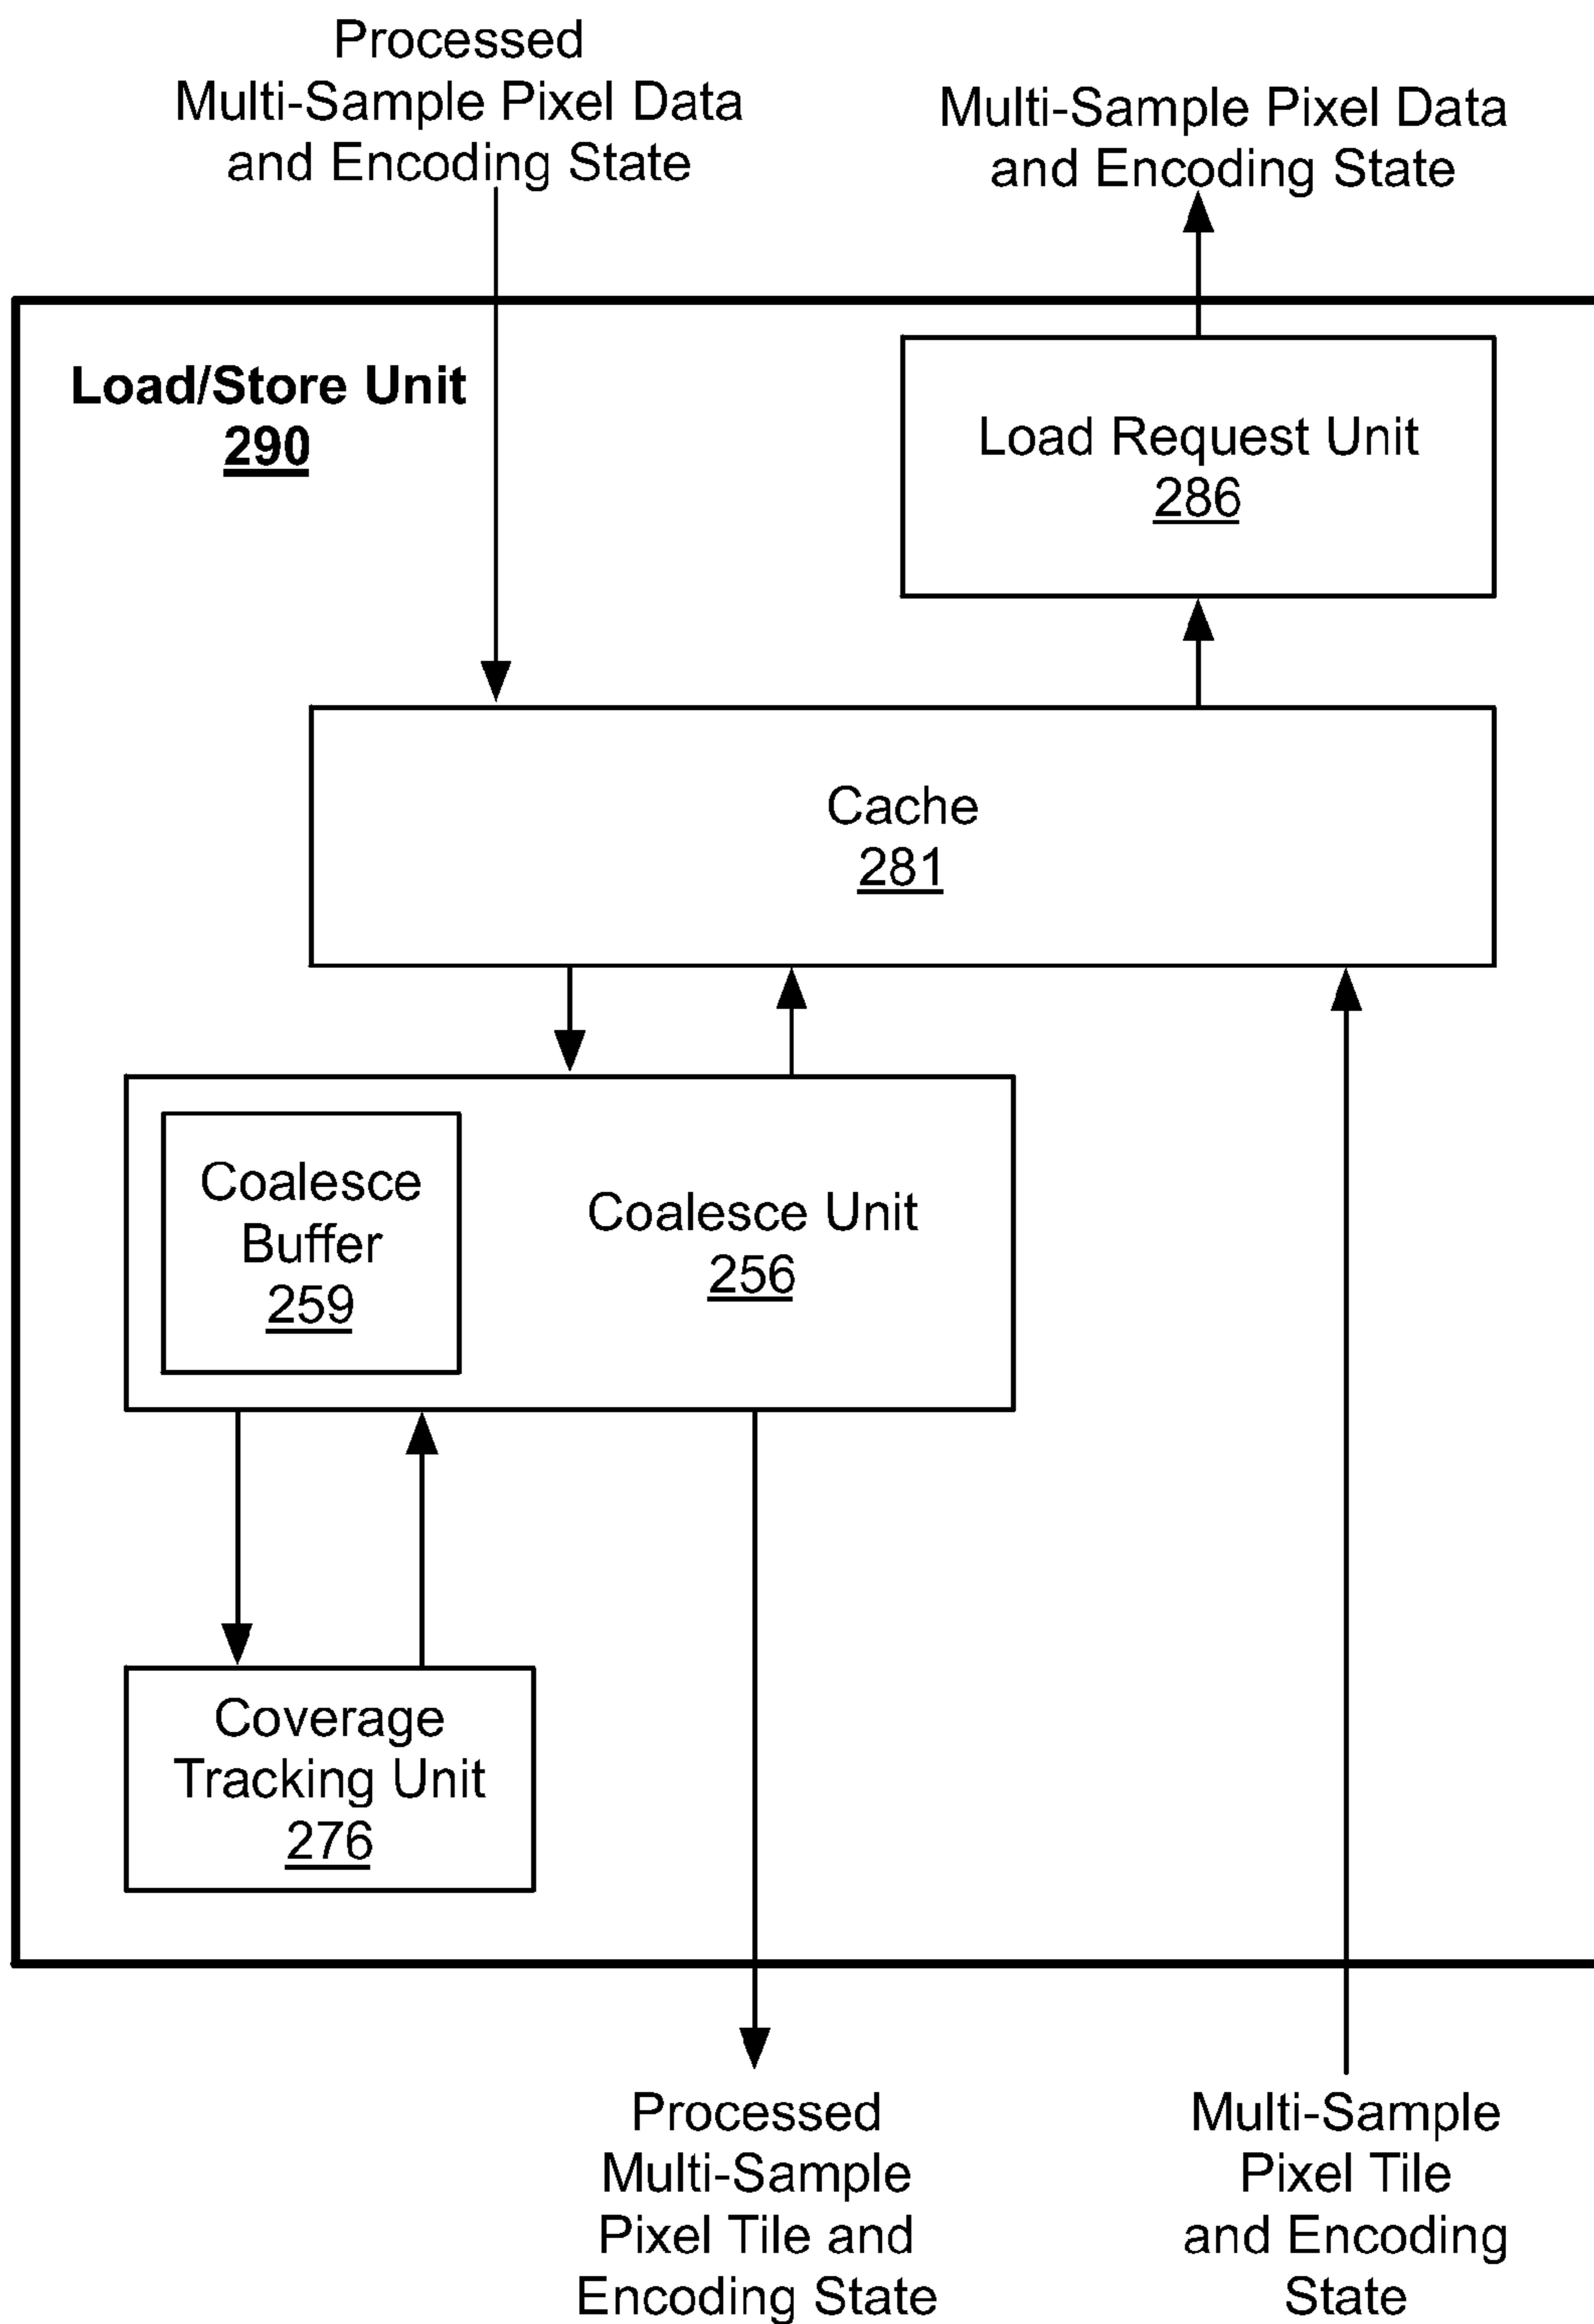 Processed
Multi-Sample Pixel Data
and Encoding State
Multi-Sample Pixel Data
and Encoding State
Load/Store Unit
290
Load Request Unit
286
Cache
281
Coalesce
Buffer
259
Coalesce Unit
256
Coverage
Tracking Unit
276
Processed
Multi-Sample
Pixel Tile and
Encoding State
Multi-Sample
Pixel Tile
and Encoding
State